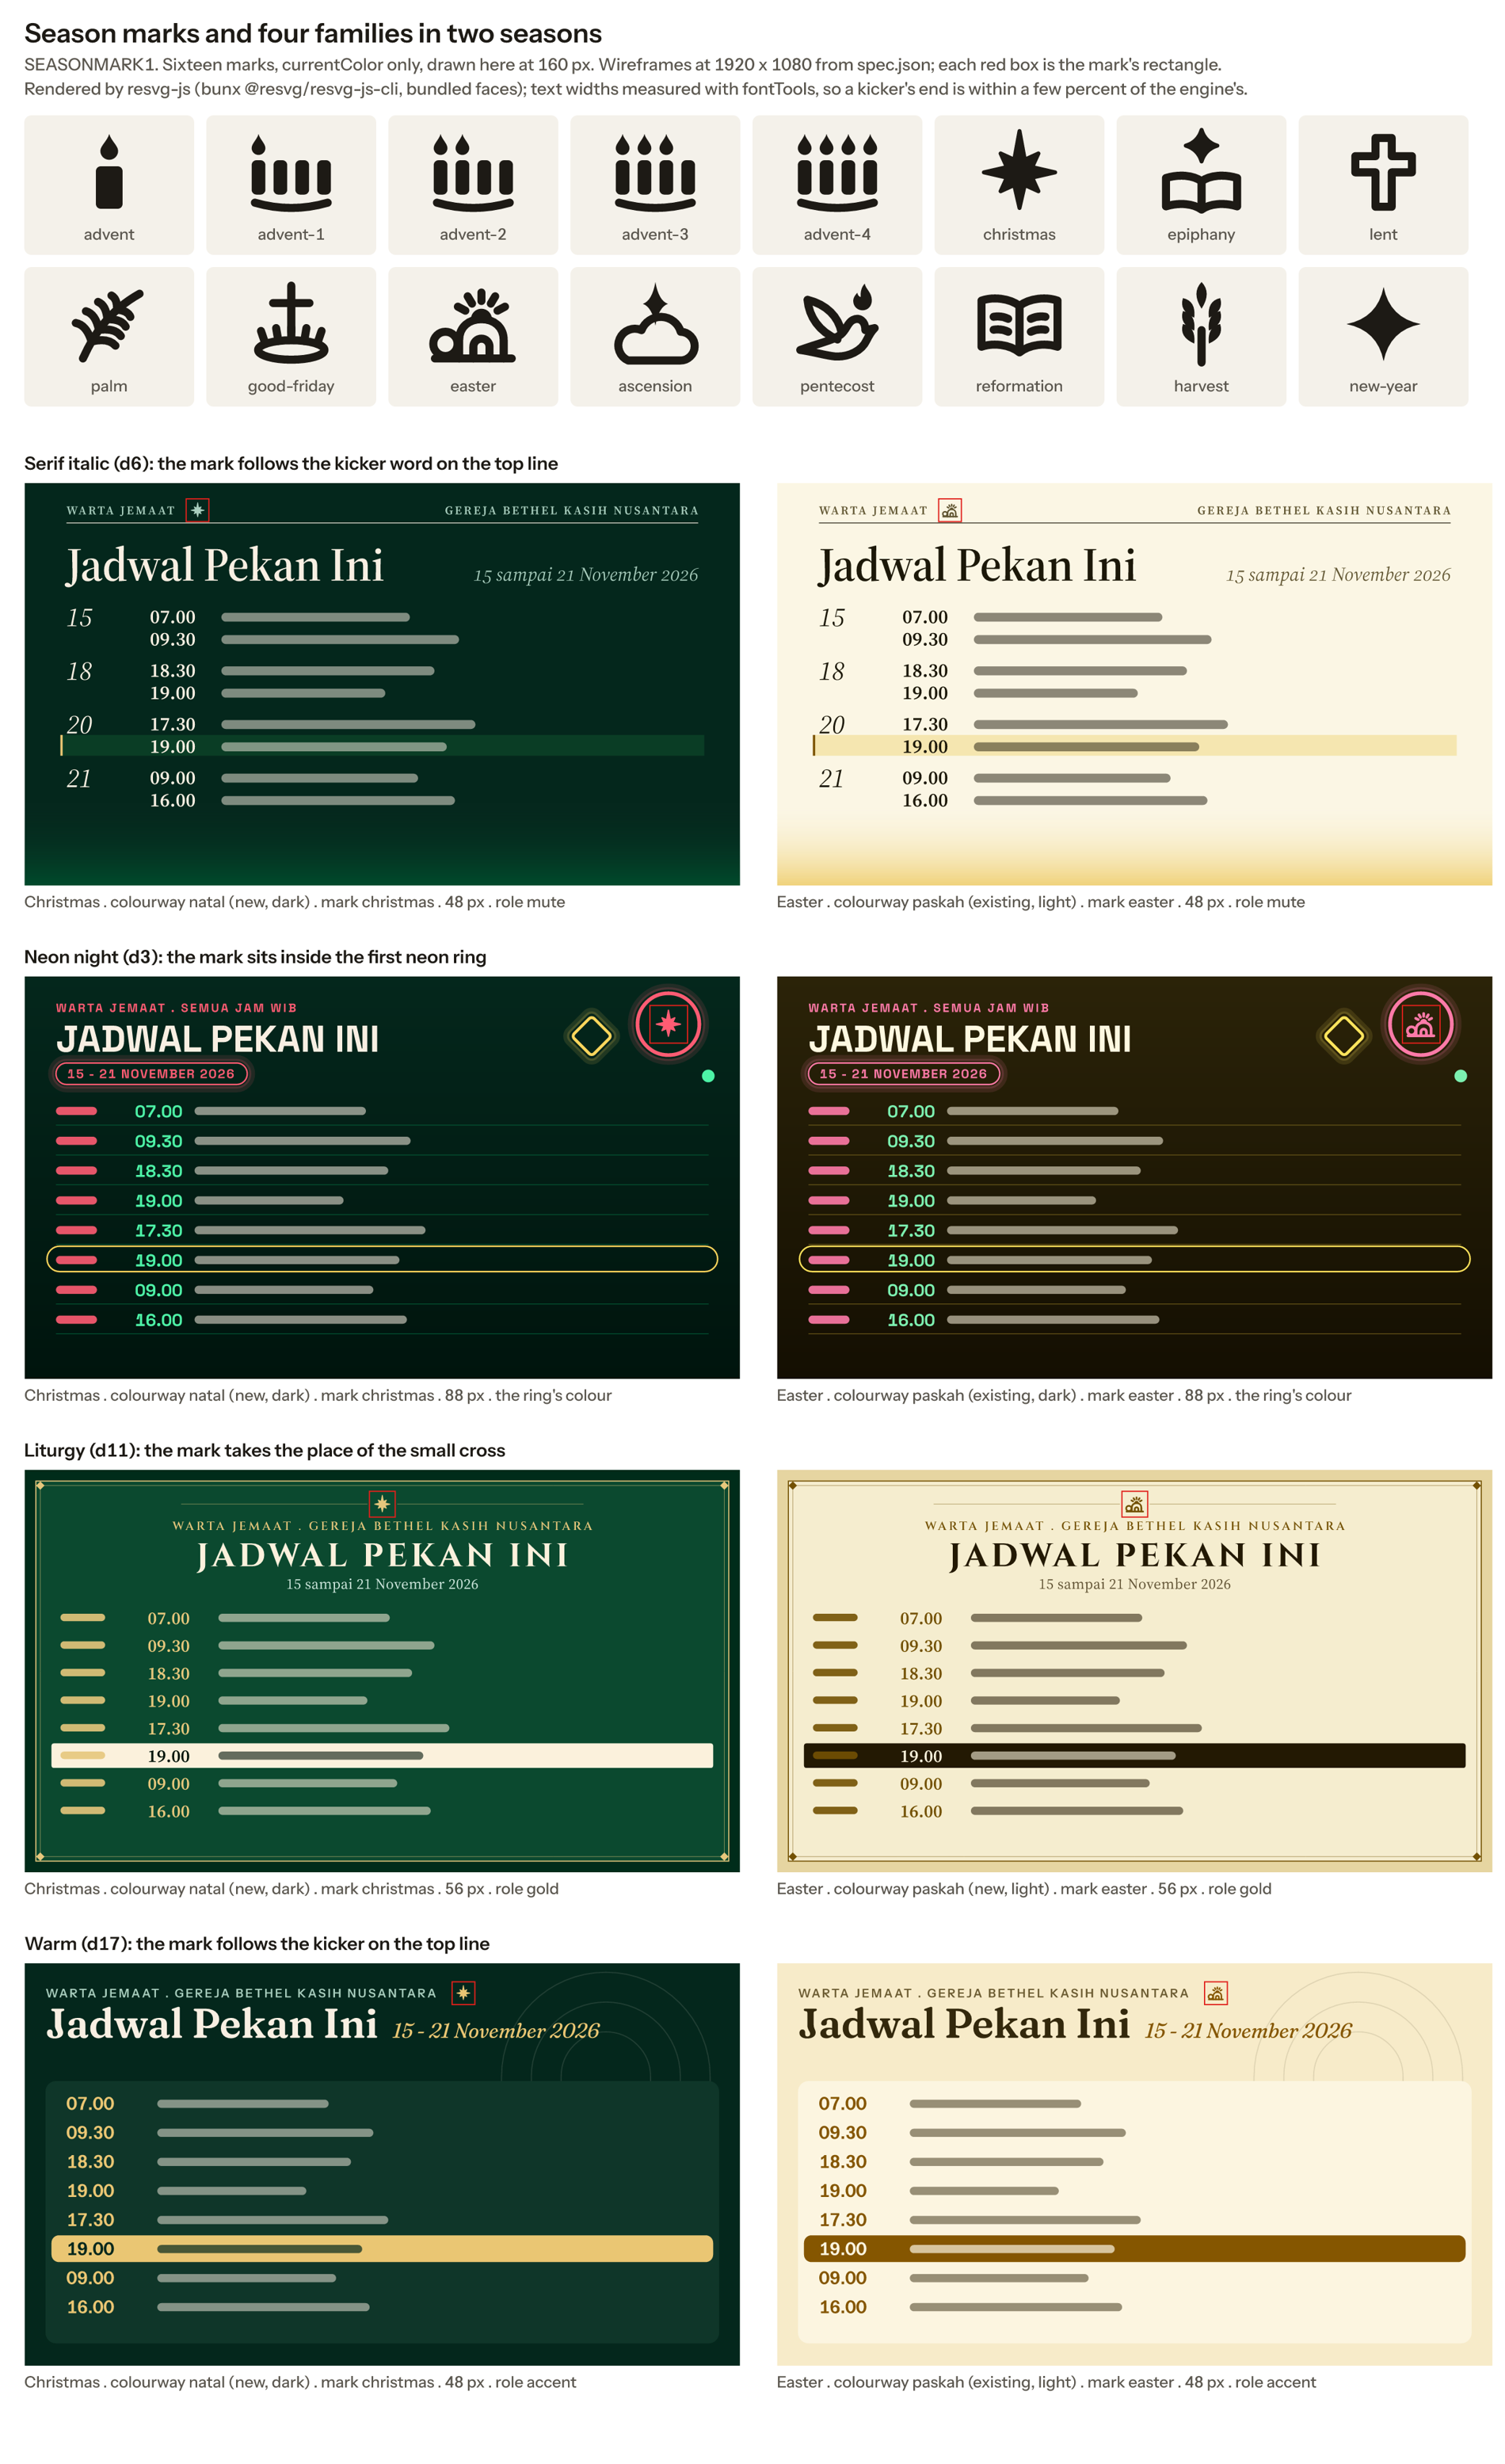 Season marks and four families in two seasons
SEASONMARK1. Sixteen marks, currentColor only, drawn here at 160 px. Wireframes at 1920 x 1080 from spec.json; each red box is the mark's rectangle.
Rendered by resvg-js (bunx @resvg/resvg-js-cli, bundled faces); text widths measured with fontTools, so a kicker's end is within a few percent of the engine's.
advent
advent-1
advent-2
advent-3
advent-4
christmas
epiphany
lent
palm
good-friday
easter
ascension
pentecost
reformation
harvest
new-year
Serif italic (d6): the mark follows the kicker word on the top line
WARTA JEMAAT
GEREJA BETHEL KASIH NUSANTARA
Jadwal Pekan Ini
15 sampai 21 November 2026
15
07.00
09.30
18
18.30
19.00
20
17.30
19.00
21
09.00
16.00
Christmas . colourway natal (new, dark) . mark christmas . 48 px . role mute
WARTA JEMAAT
GEREJA BETHEL KASIH NUSANTARA
Jadwal Pekan Ini
15 sampai 21 November 2026
15
07.00
09.30
18
18.30
19.00
20
17.30
19.00
21
09.00
16.00
Easter . colourway paskah (existing, light) . mark easter . 48 px . role mute
Neon night (d3): the mark sits inside the first neon ring
WARTA JEMAAT . SEMUA JAM WIB
JADWAL PEKAN INI
15 - 21 NOVEMBER 2026
07.00
09.30
18.30
19.00
17.30
19.00
09.00
16.00
Christmas . colourway natal (new, dark) . mark christmas . 88 px . the ring's colour
WARTA JEMAAT . SEMUA JAM WIB
JADWAL PEKAN INI
15 - 21 NOVEMBER 2026
07.00
09.30
18.30
19.00
17.30
19.00
09.00
16.00
Easter . colourway paskah (existing, dark) . mark easter . 88 px . the ring's colour
Liturgy (d11): the mark takes the place of the small cross
WARTA JEMAAT . GEREJA BETHEL KASIH NUSANTARA
JADWAL PEKAN INI
15 sampai 21 November 2026
07.00
09.30
18.30
19.00
17.30
19.00
09.00
16.00
Christmas . colourway natal (new, dark) . mark christmas . 56 px . role gold
WARTA JEMAAT . GEREJA BETHEL KASIH NUSANTARA
JADWAL PEKAN INI
15 sampai 21 November 2026
07.00
09.30
18.30
19.00
17.30
19.00
09.00
16.00
Easter . colourway paskah (new, light) . mark easter . 56 px . role gold
Warm (d17): the mark follows the kicker on the top line
WARTA JEMAAT . GEREJA BETHEL KASIH NUSANTARA
Jadwal Pekan Ini 15 - 21 November 2026
07.00
09.30
18.30
19.00
17.30
19.00
09.00
16.00
Christmas . colourway natal (new, dark) . mark christmas . 48 px . role accent
WARTA JEMAAT . GEREJA BETHEL KASIH NUSANTARA
Jadwal Pekan Ini 15 - 21 November 2026
07.00
09.30
18.30
19.00
17.30
19.00
09.00
16.00
Easter . colourway paskah (existing, light) . mark easter . 48 px . role accent